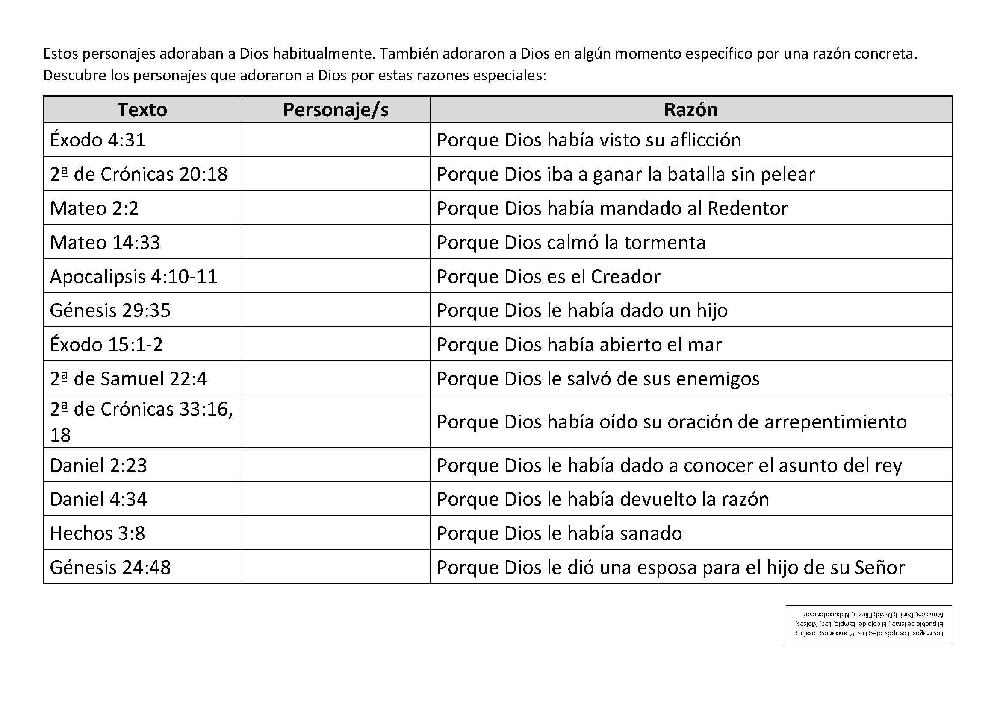 Estos personajes adoraban a Dios habitualmente. También adoraron a Dios en algún momento específico por una razón concreta.
Descubre los personajes que adoraron a Dios por estas razones especiales:
Texto Personaje/s Razón
Éxodo 4:31 Porque Dios había visto su aflicción
2ª de Crónicas 20:18 Porque Dios iba a ganar la batalla sin pelear
Mateo 2:2 Porque Dios había mandado al Redentor
Mateo 14:33 Porque Dios calmó la tormenta
Apocalipsis 4:10-11 Porque Dios es el Creador
Génesis 29:35 Porque Dios le había dado un hijo
Éxodo 15:1-2 Porque Dios había abierto el mar
2ª de Samuel 22:4 Porque Dios le salvó de sus enemigos
2ª de Crónicas 33:16,
18 Porque Dios había oído su oración de arrepentimiento
Daniel 2:23 Porque Dios le había dado a conocer el asunto del rey
Daniel 4:34 Porque Dios le había devuelto la razón
Hechos 3:8 Porque Dios le había sanado
Génesis 24:48 Porque Dios le dió una esposa para el hijo de su Señor
Los magos; Los apóstoles; Los 24 ancianos; Josafat;
El pueblo de Israel; El cojo del templo; Lea; Moisés;
Manasés; Daniel; David; Eliezer; Nabucodonosor